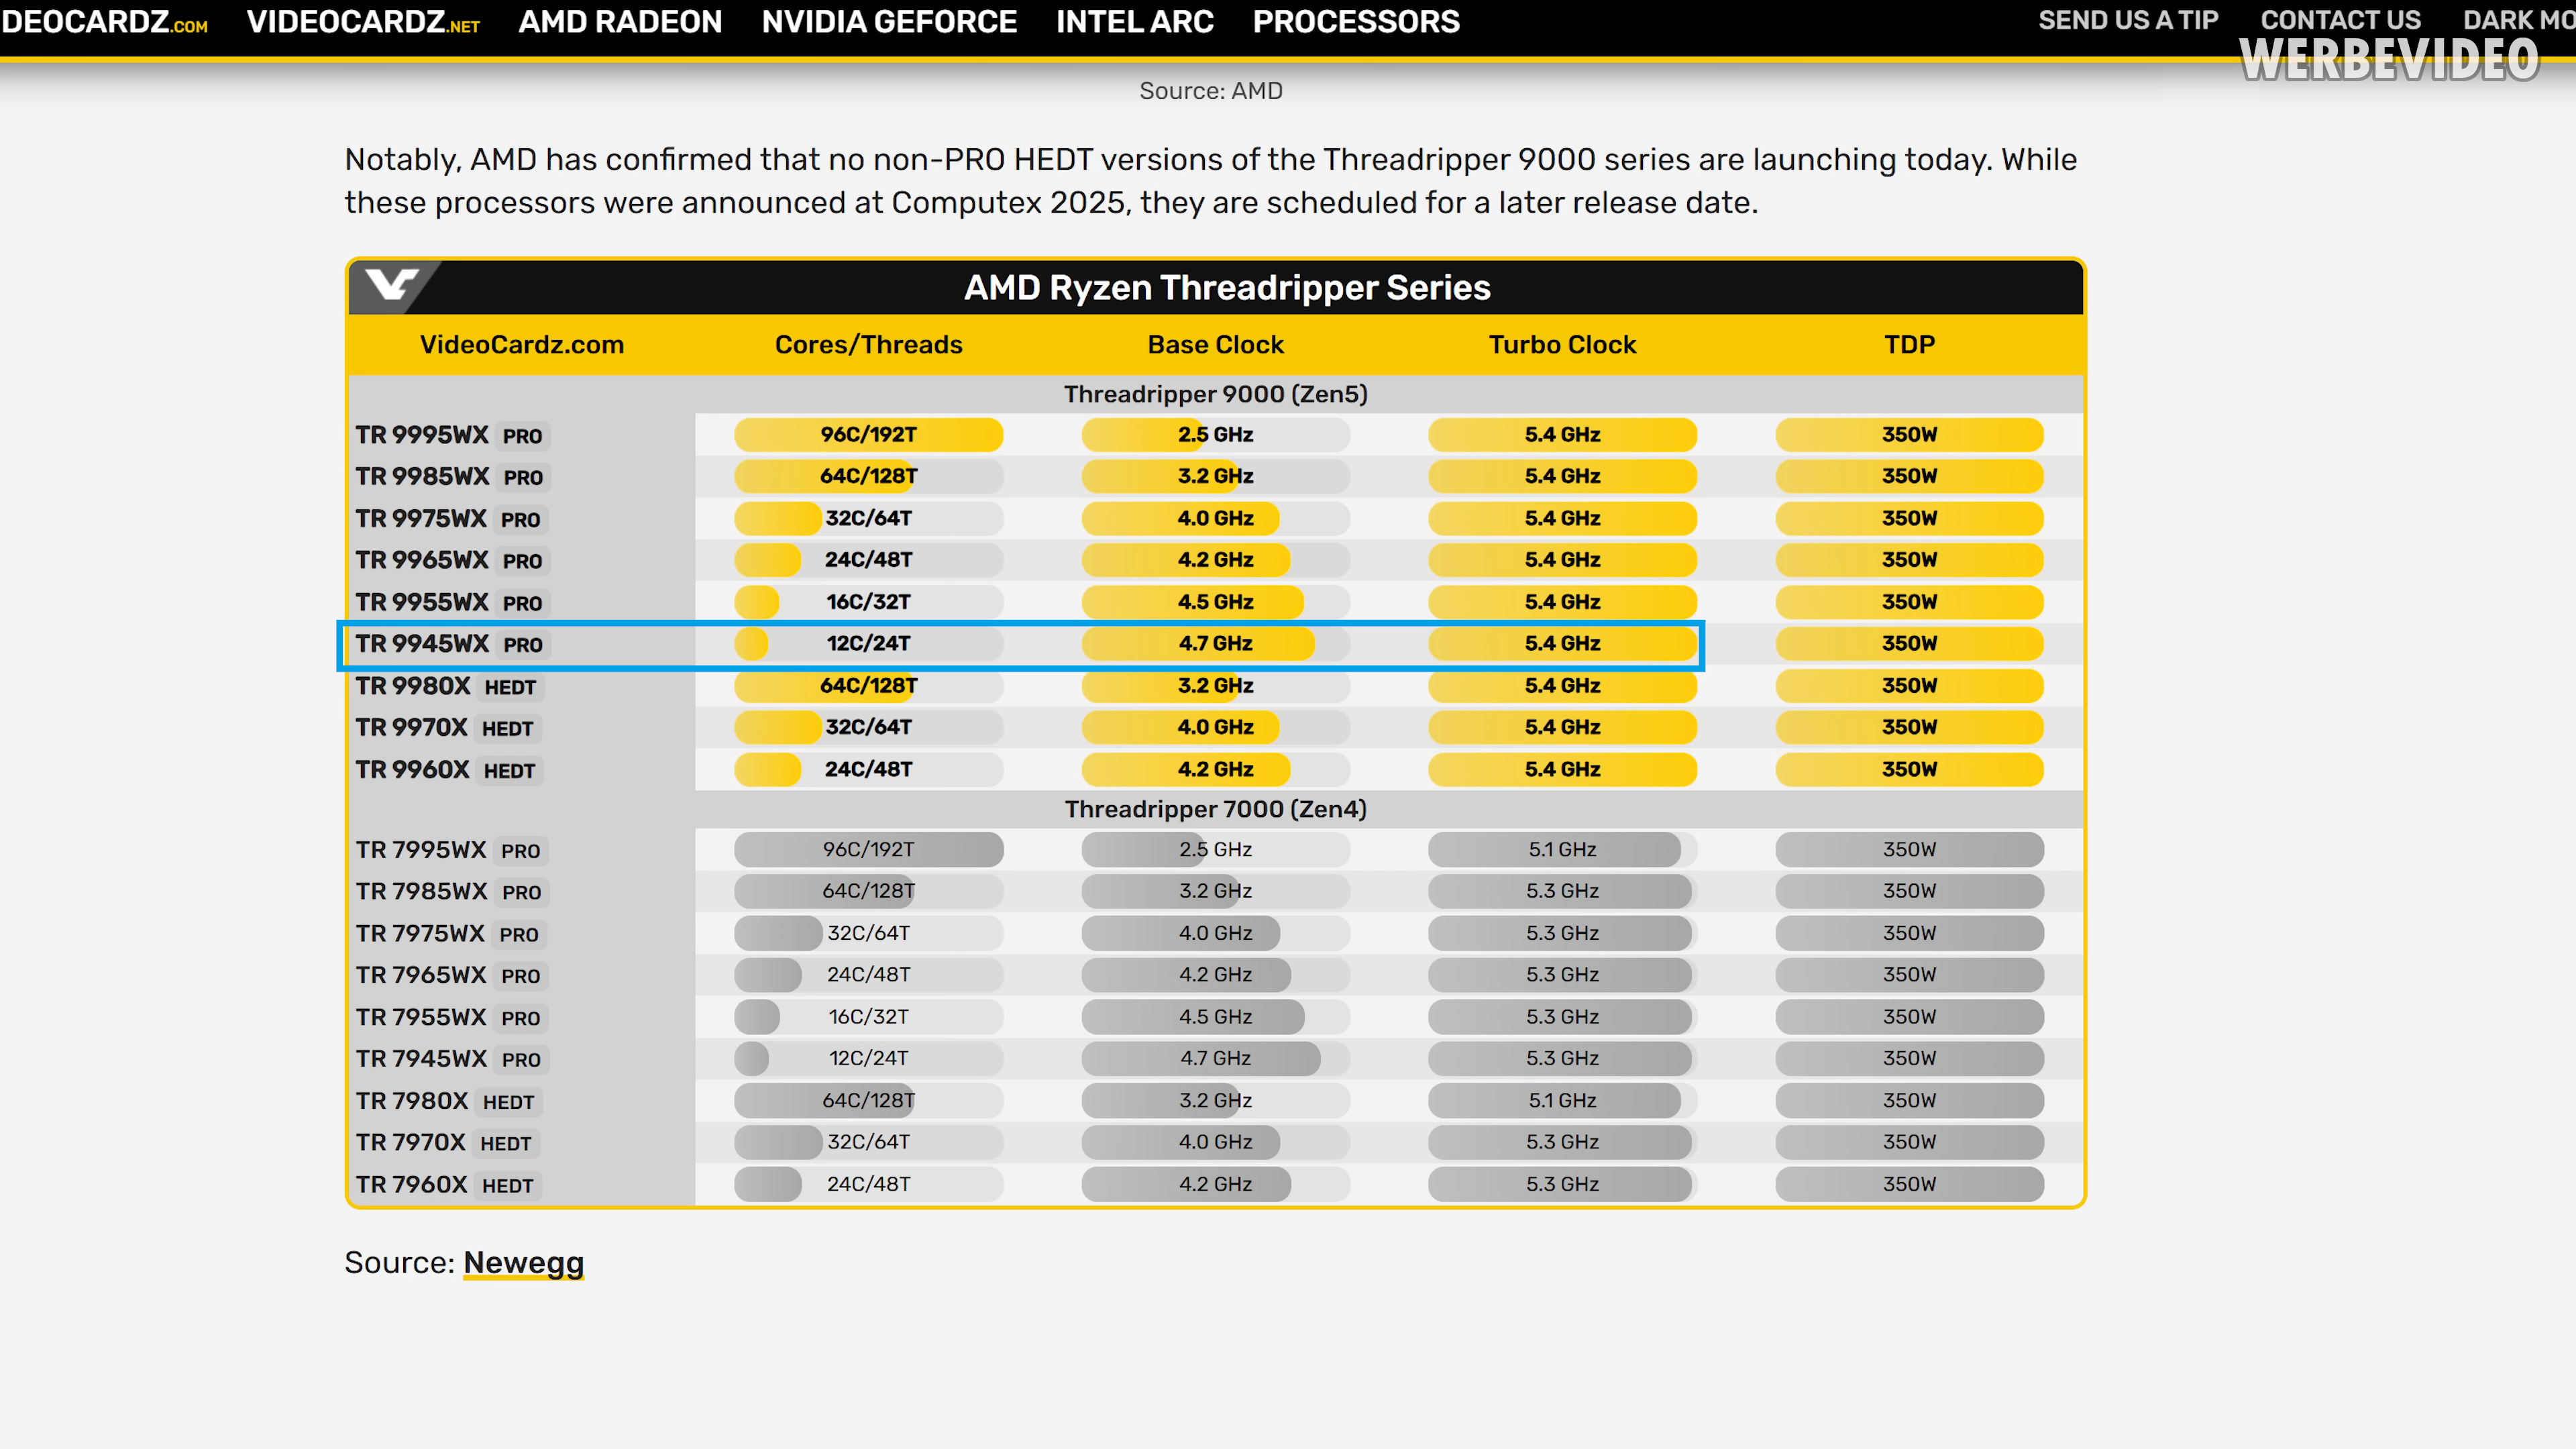 DEOCARDZ.COM VIDEOCARDZ.NET AMD RADEON NVIDIA GEFORCE INTEL ARC PROCESSORS SEND US A TIP CONTACT US DARK MO
WERBEVIDEO
Source: AMD
Notably, AMD has confirmed that no non-PRO HEDT versions of the Threadripper 9000 series are launching today. While
these processors were announced at Computex 2025, they are scheduled for a later release date.
AMD Ryzen Threadripper Series
VideoCardz.com Cores/Threads Base Clock Turbo Clock TDP
Threadripper 9000 (Zen5)
TR 9995WX PRO 96C/192T 2.5 GHz 5.4 GHz 350W
TR 9985WX PRO 64C/128T 3.2 GHz 5.4 GHz 350W
TR 9975WX PRO 32C/64T 4.0 GHz 5.4 GHz 350W
TR 9965WX PRO 24C/48T 4.2 GHz 5.4 GHz 350W
TR 9955WX PRO 16C/32T 4.5 GHz 5.4 GHz 350W
TR 9945WX PRO 12C/24T 4.7 GHz 5.4 GHz 350W
TR 9980X HEDT 64C/128T 3.2 GHz 5.4 GHz 350W
TR 9970X HEDT 32C/64T 4.0 GHz 5.4 GHz 350W
TR 9960X HEDT 24C/48T 4.2 GHz 5.4 GHz 350W
Threadripper 7000 (Zen4)
TR 7995WX PRO 96C/192T 2.5 GHz 5.1 GHz 350W
TR 7985WX PRO 64C/128T 3.2 GHz 5.3 GHz 350W
TR 7975WX PRO 32C/64T 4.0 GHz 5.3 GHz 350W
TR 7965WX PRO 24C/48T 4.2 GHz 5.3 GHz 350W
TR 7955WX PRO 16C/32T 4.5 GHz 5.3 GHz 350W
TR 7945WX PRO 12C/24T 4.7 GHz 5.3 GHz 350W
TR 7980X HEDT 64C/128T 3.2 GHz 5.1 GHz 350W
TR 7970X HEDT 32C/64T 4.0 GHz 5.3 GHz 350W
TR 7960X HEDT 24C/48T 4.2 GHz 5.3 GHz 350W
Source: Newegg